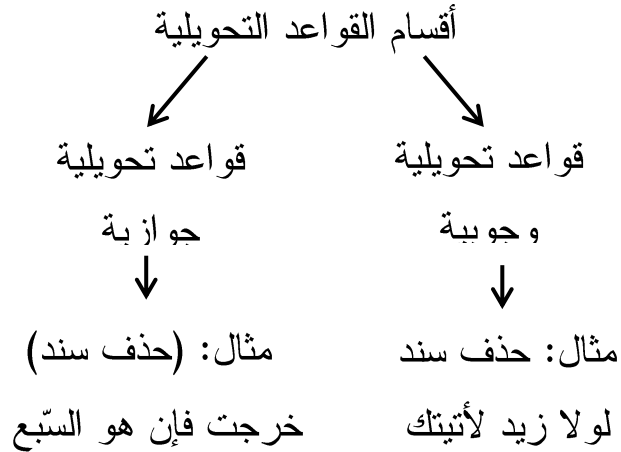 أقسام القواعد التحويلية
قواعد تحويلية
وجوبية
مثال: حذف سند
لولا زيد لأتيتك
قواعد تحويلية
جوازية
مثال: (حذف سند)
خرجت فإن هو السّبع